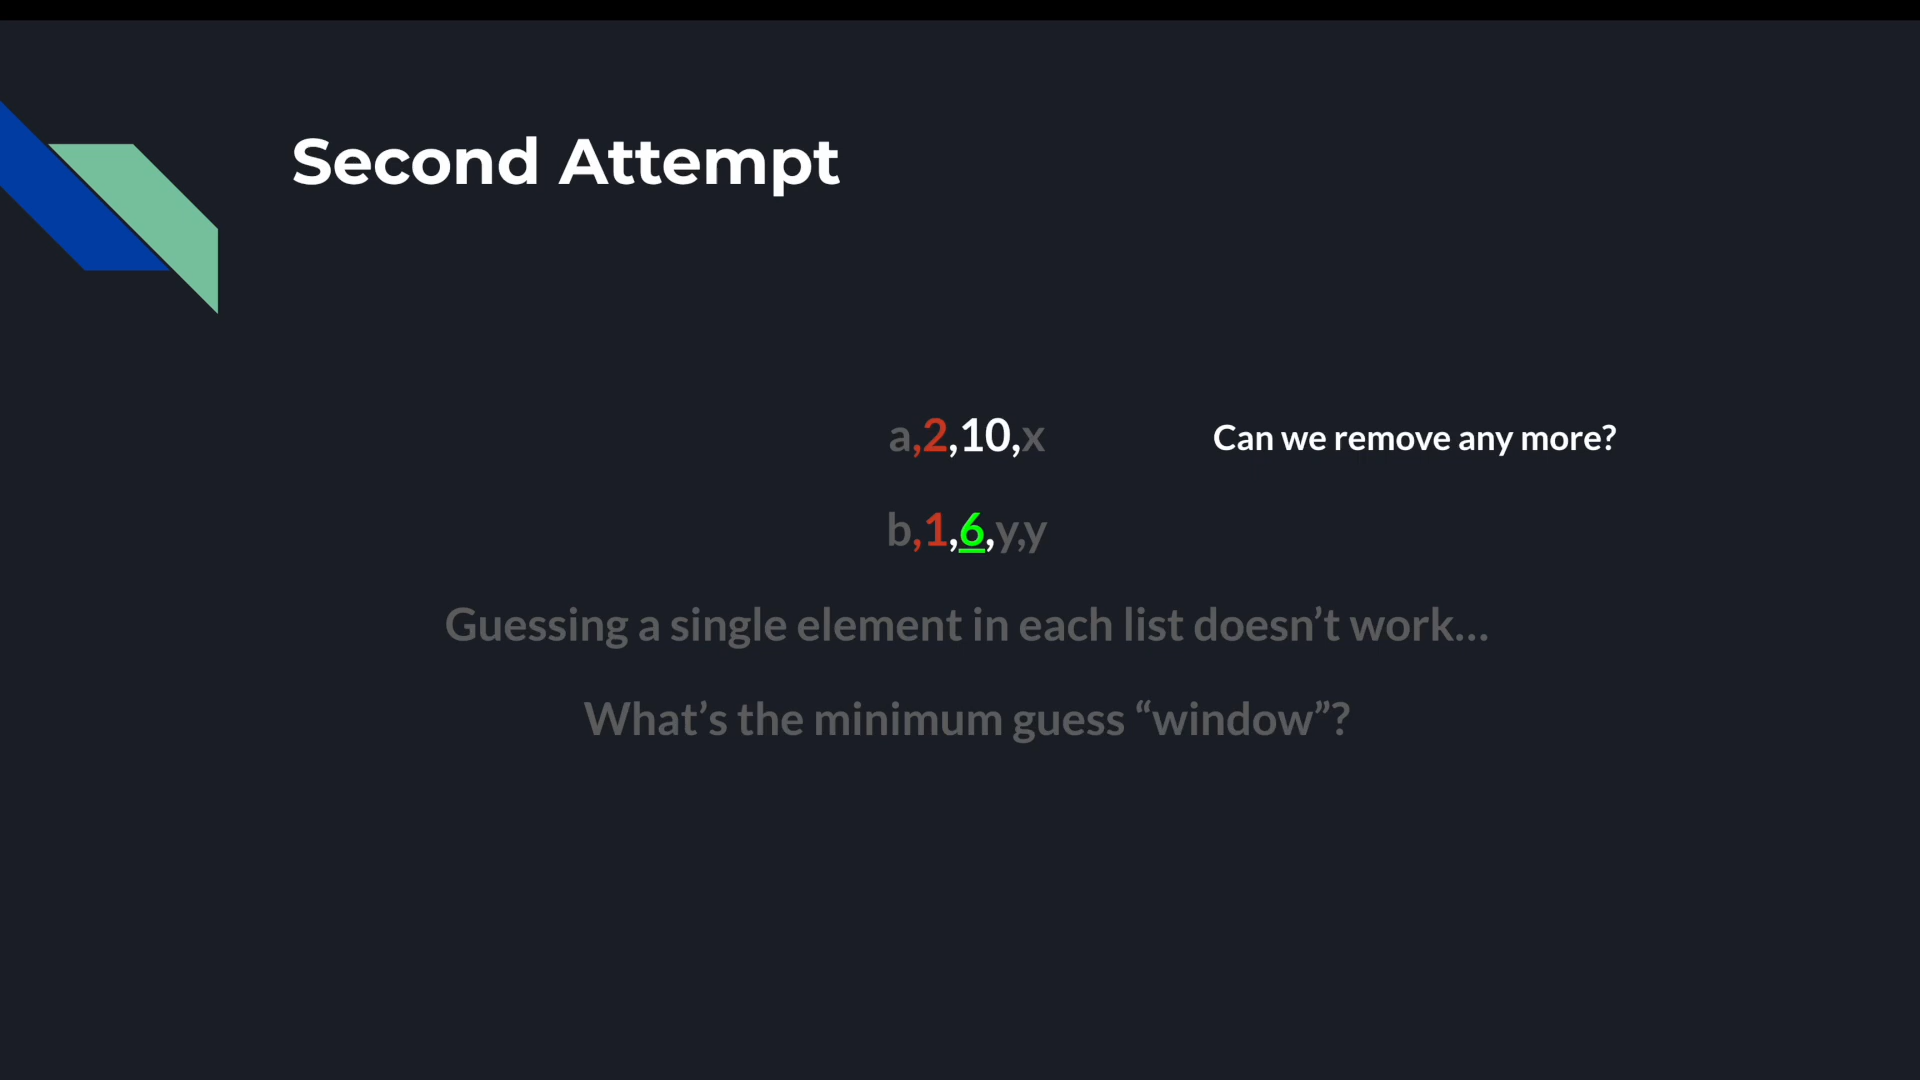 Second Attempt
a,2,10,x
Can we remove any more?
b,1,6,y,y
Guessing a single element in each list doesn’t work...
What’s the minimum guess “window”?